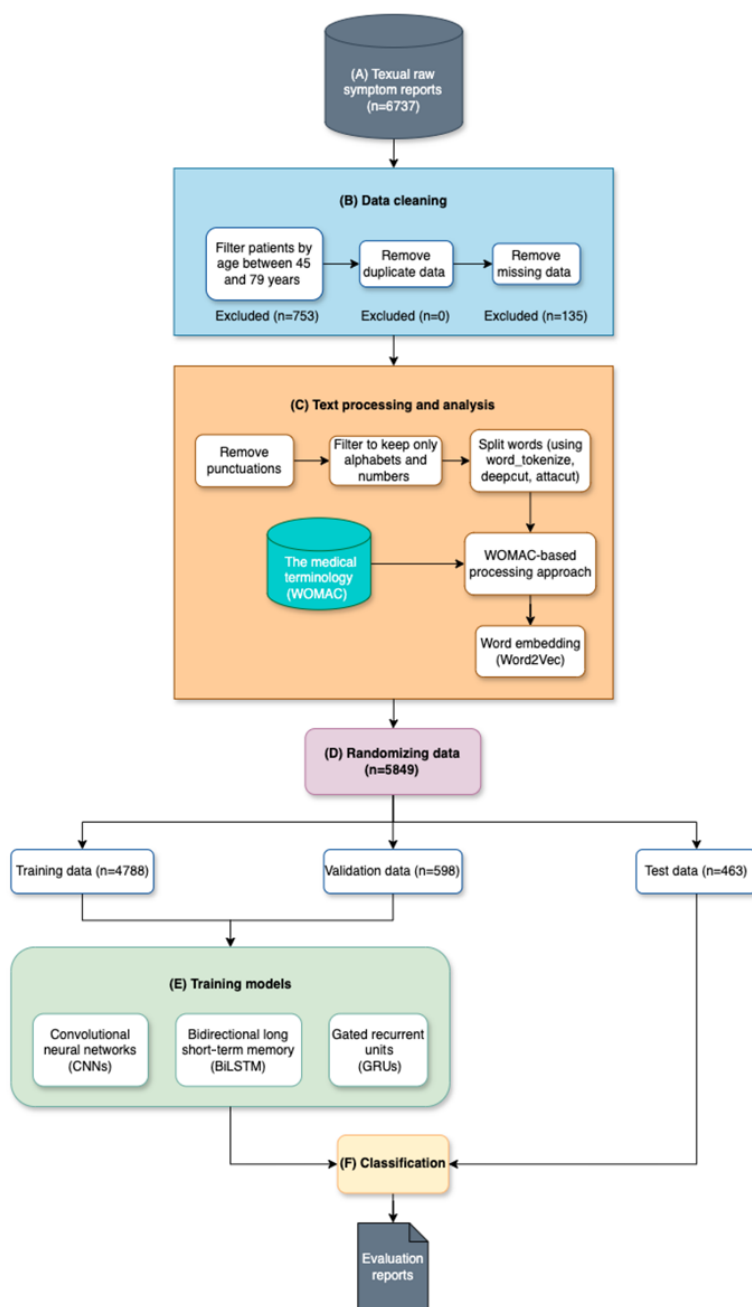 (A) Texual raw
symptom reports
(n=6737)
(B) Data cleaning
Filter patients by
age between 45
and 79 years
Remove
duplicate data
Remove
missing data
Excluded (n=753)
Excluded (n=0)
Excluded (n=135)
(C) Text processing and analysis
Remove
punctuations
Filter to keep only
alphabets and
numbers
Split words (using
word_tokenize,
deepcut, attacut)
The medical
terminology
(WOMAC)
WOMAC-based
processing approach
Word embedding
(Word2Vec)
(D) Randomizing data
(n=5849)
Training data (n=4788)
Validation data (n=598)
Test data (n=463)
(E) Training models
Convolutional
neural networks
(CNNs)
Bidirectional long
short-term memory
(BiLSTM)
Gated recurrent
units
(GRUs)
(F) Classification
Evaluation
reports